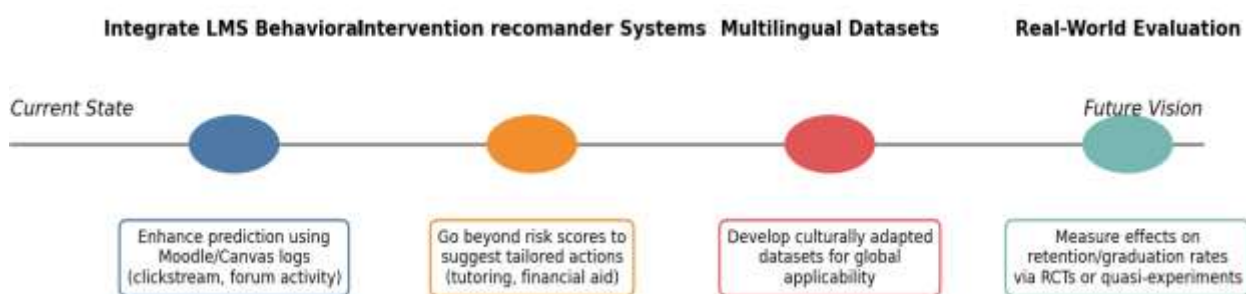 Integrate LMS Behavioral
Intervention recomander Systems
Multilingual Datasets
Real-World Evaluation
Current State
Future Vision
Enhance prediction using
Moodle/Canvas logs
(clickstream, forum activity)
Go beyond risk scores to
suggest tailored actions
(tutoring, financial aid)
Develop culturally adapted
datasets for global
applicability
Measure effects on
retention/graduation rates
via RCTs or quasi-experiments